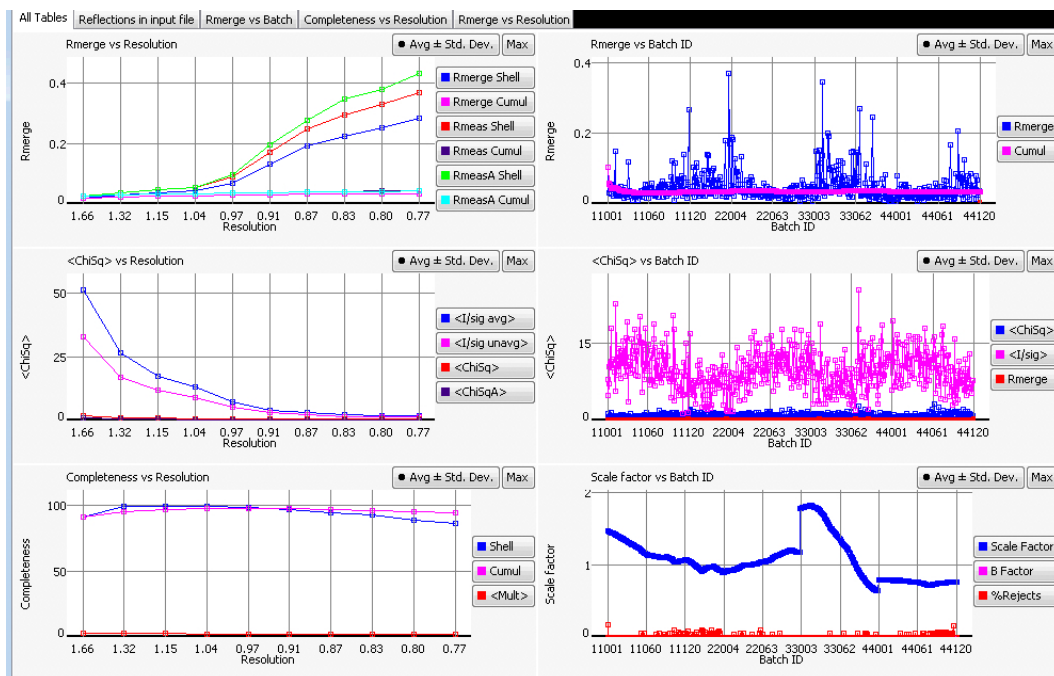 All Tables Reflections in input file Rmerge vs Batch Completeness vs Resolution Rmerge vs Resolution
Rmerge vs Resolution
● Avg ± Std. Dev. Max
Rmerge
0.4
0.2
0
1.66 1.32 1.15 1.04 0.97 0.91 0.87 0.83 0.80 0.77
Resolution
Rmerge Shell
Rmerge Cumul
Rmeas Shell
Rmeas Cumul
RmeasA Shell
RmeasA Cumul
Rmerge vs Batch ID
● Avg ± Std. Dev. Max
Rmerge
0.4
0.2
0
11001 11060 11120 22004 22063 33003 33062 44001 44061 44120
Batch ID
Rmerge
Cumul
<ChiSq> vs Resolution
● Avg ± Std. Dev. Max
<ChiSq>
50
25
0
1.66 1.32 1.15 1.04 0.97 0.91 0.87 0.83 0.80 0.77
Resolution
<I/sig avg>
<I/sig unavg>
<ChiSq>
<ChiSqA>
<ChiSq> vs Batch ID
● Avg ± Std. Dev. Max
<ChiSq>
15
0
11001 11060 11120 22004 22063 33003 33062 44001 44061 44120
Batch ID
<ChiSq>
<I/sig>
Rmerge
Completeness vs Resolution
● Avg ± Std. Dev. Max
Completeness
100
50
0
1.66 1.32 1.15 1.04 0.97 0.91 0.87 0.83 0.80 0.77
Resolution
Shell
Cumul
<Mult>
Scale factor vs Batch ID
● Avg ± Std. Dev. Max
Scale factor
2
1
0
11001 11060 11120 22004 22063 33003 33062 44001 44061 44120
Batch ID
Scale Factor
B Factor
%Rejects